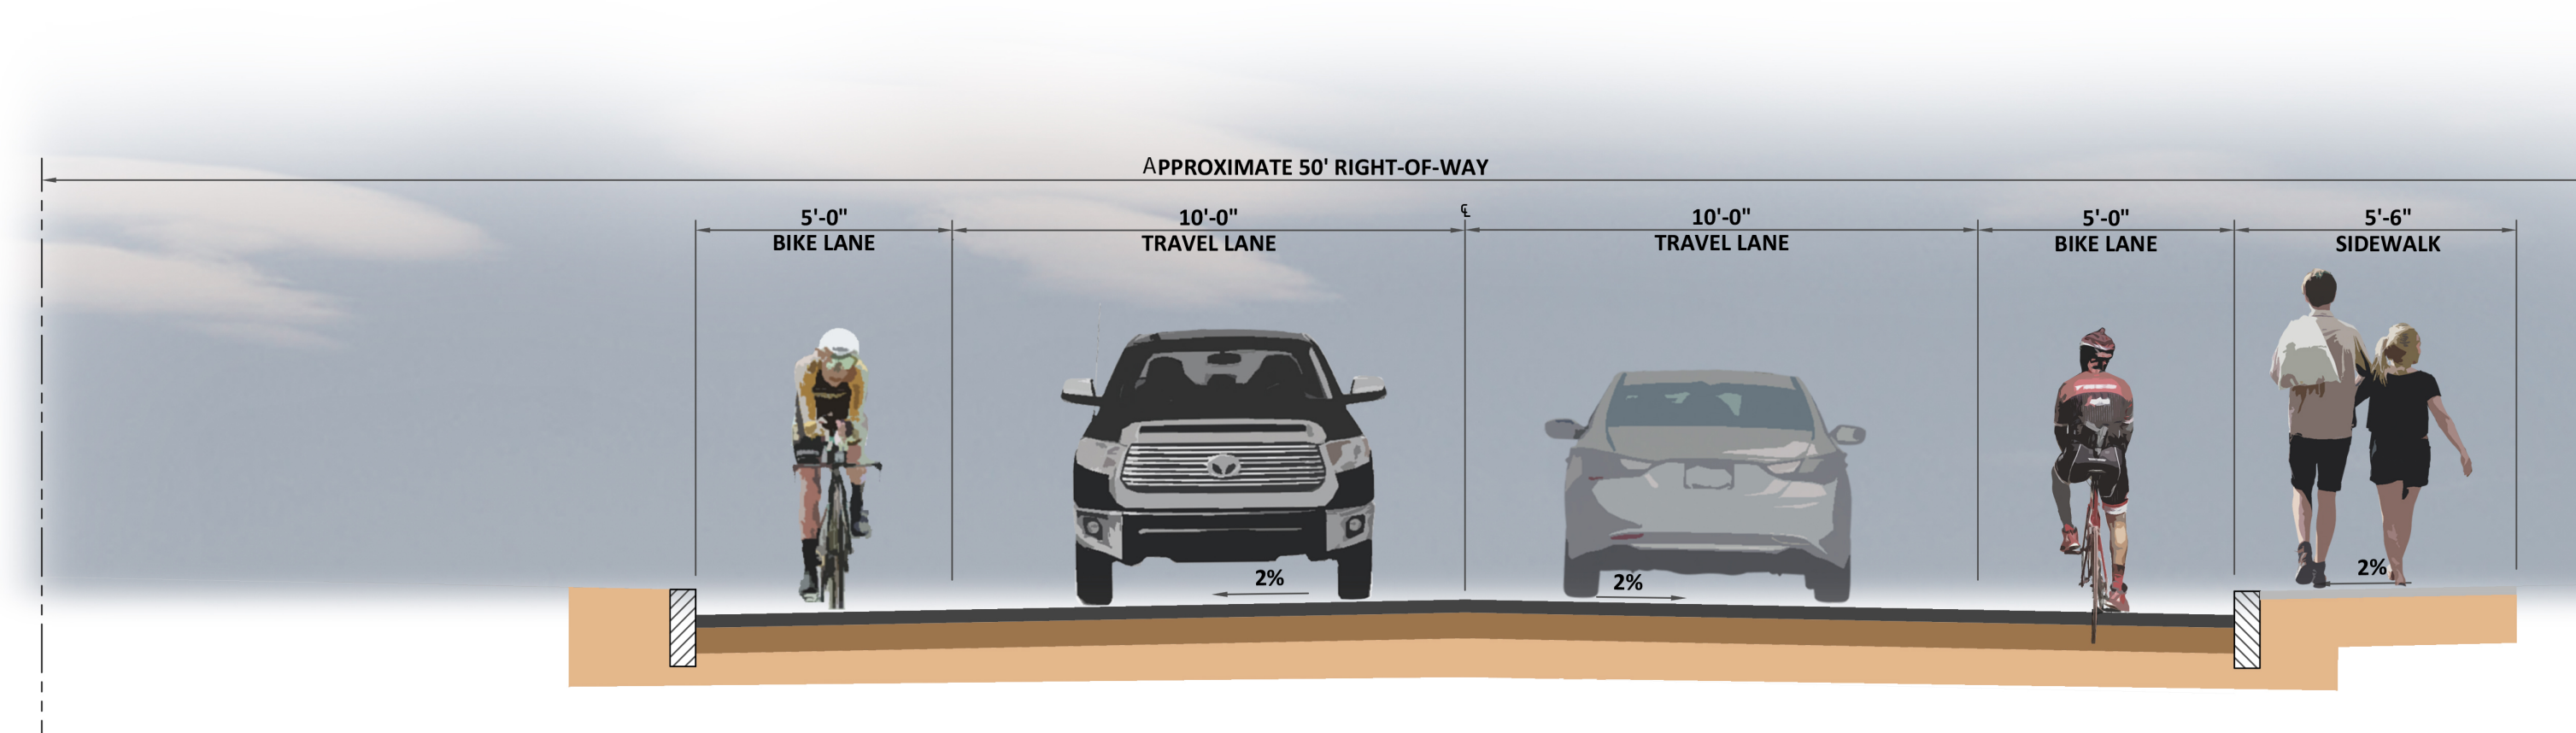 APPROXIMATE 50' RIGHT-OF-WAY
℄
5'-0"
BIKE LANE
10'-0"
TRAVEL LANE
10'-0"
TRAVEL LANE
5'-0"
BIKE LANE
5'-6"
SIDEWALK
2%
2%
2%